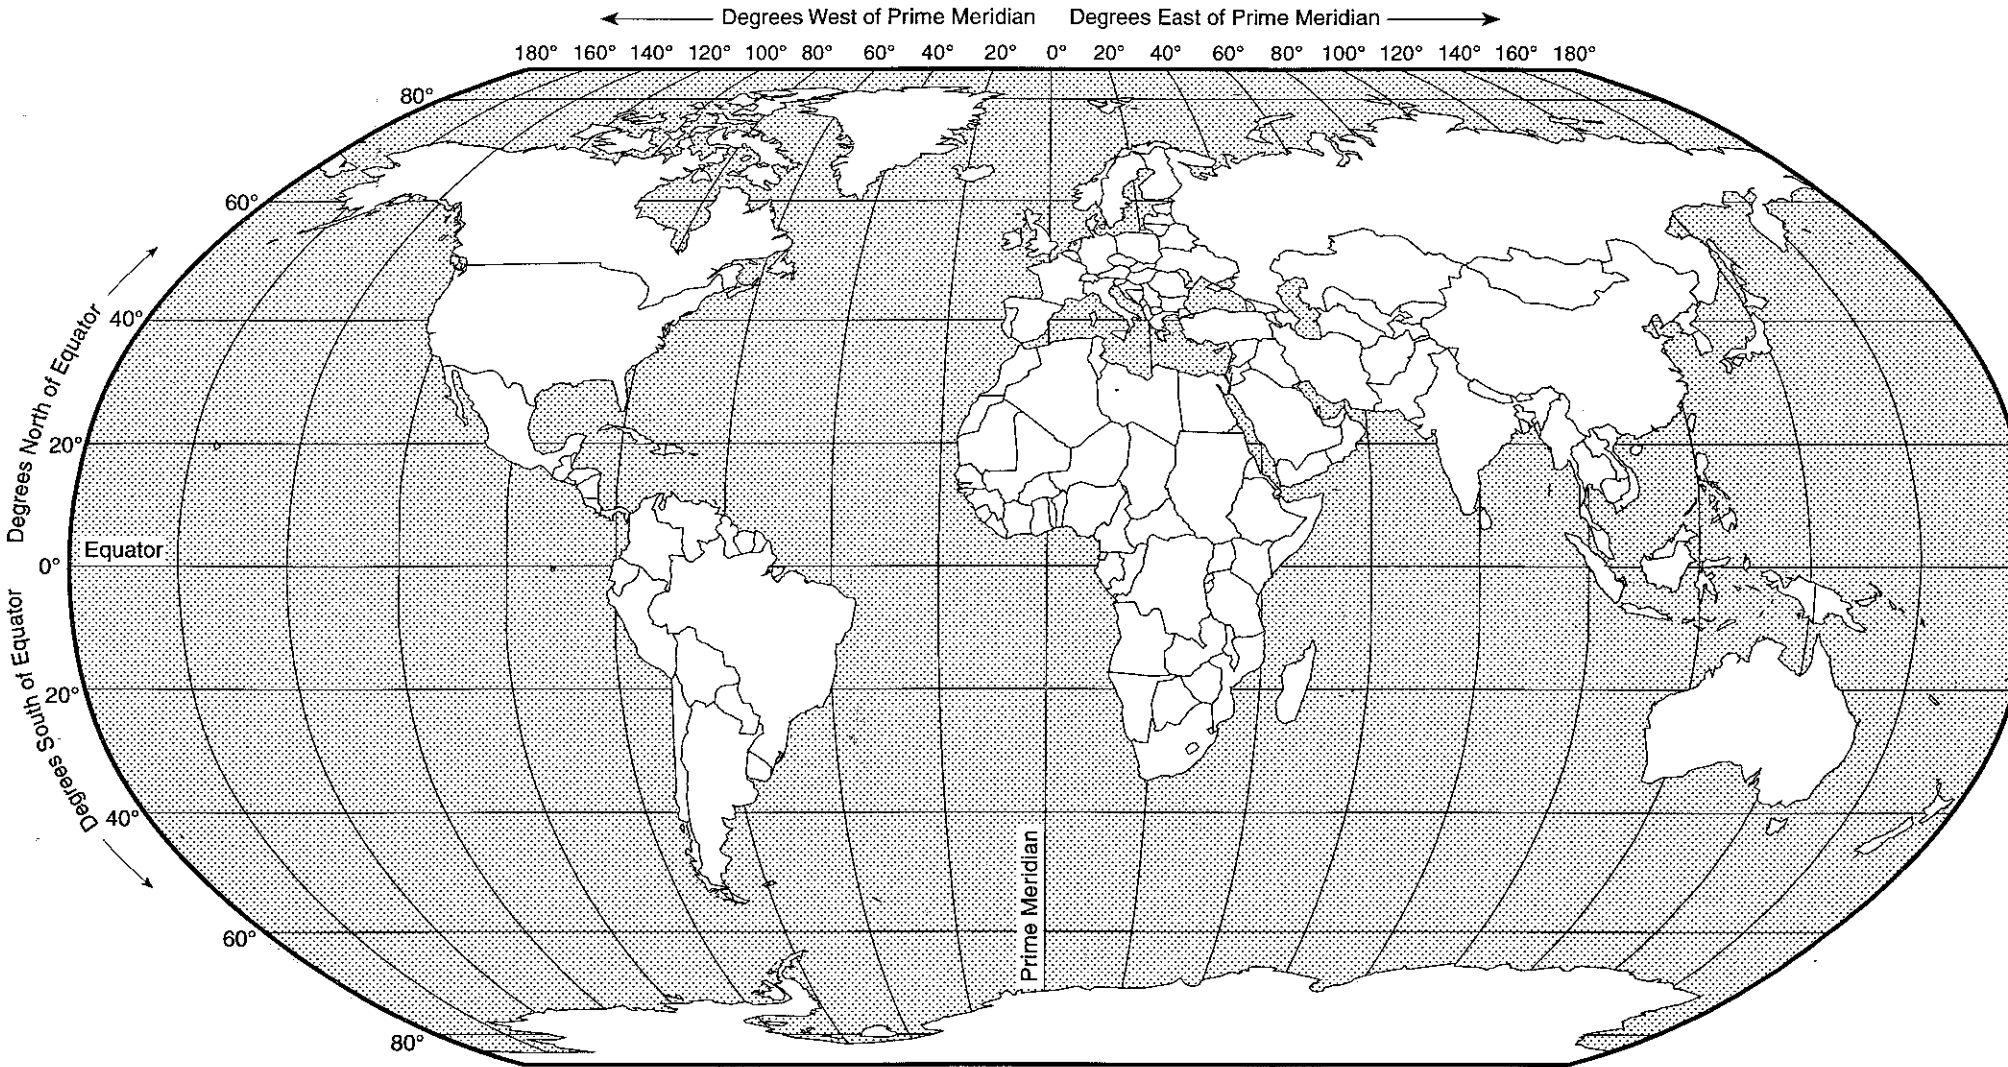 Degrees West of Prime Meridian Degrees East of Prime Meridian
180° 160° 140° 120° 100° 80° 60° 40° 20° 0° 20° 40° 60° 80° 100° 120° 140° 160° 180°
80°
60°
Degrees North of Equator
40°
20°
Equator
0°
Degrees South of Equator
20°
40°
Prime Meridian
60°
80°